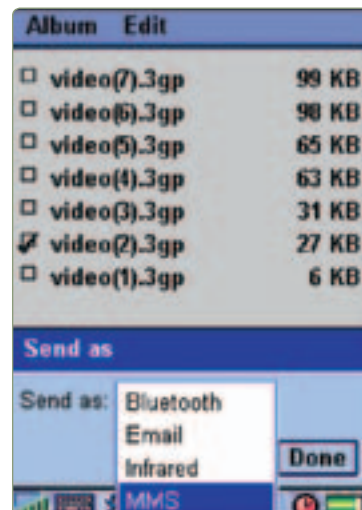 Album Edit
video(7).3gp 99 KB
video(6).3gp 98 KB
video(5).3gp 65 KB
video(4).3gp 63 KB
video(3).3gp 31 KB
video(2).3gp 27 KB
video(1).3gp 6 KB
Send as
Send as: Bluetooth
Email
Infrared
Done
MMS